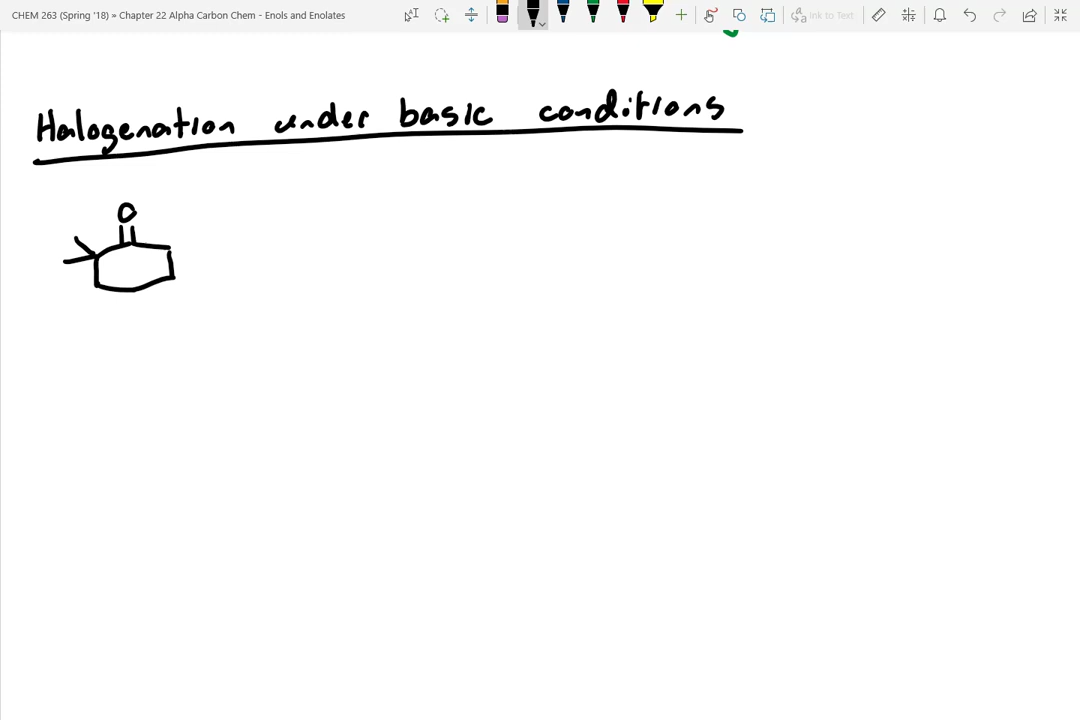 CHEM 263 (Spring '18) » Chapter 22 Alpha Carbon Chem - Enols and Enolates
Ink to Text
Halogenation under basic conditions
O